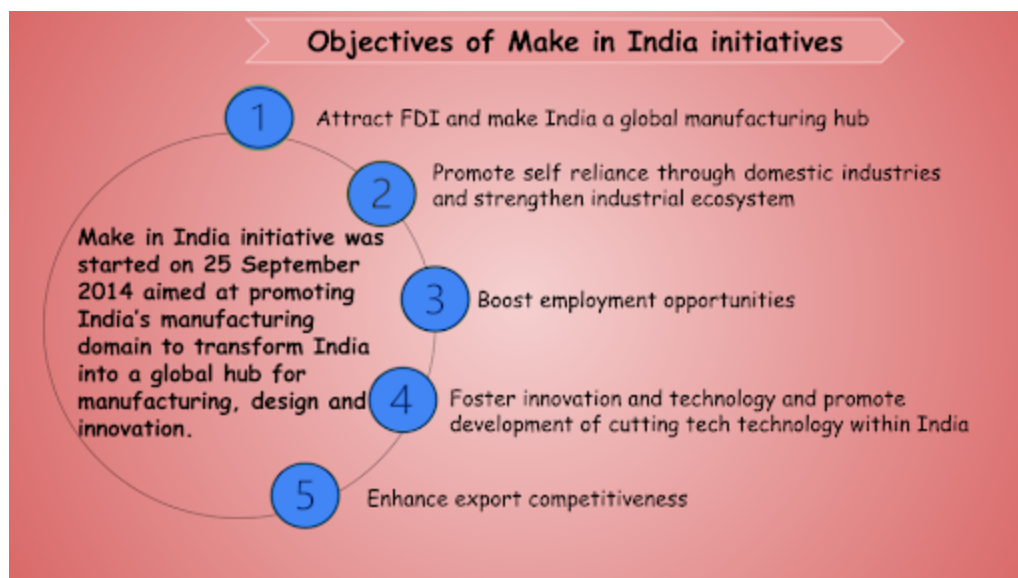 Objectives of Make in India initiatives
1
Attract FDI and make India a global manufacturing hub
2
Promote self reliance through domestic industries
and strengthen industrial ecosystem
Make in India initiative was
started on 25 September
2014 aimed at promoting
India's manufacturing
domain to transform India
into a global hub for
manufacturing, design and
innovation.
3
Boost employment opportunities
4
Foster innovation and technology and promote
development of cutting tech technology within India
5
Enhance export competitiveness